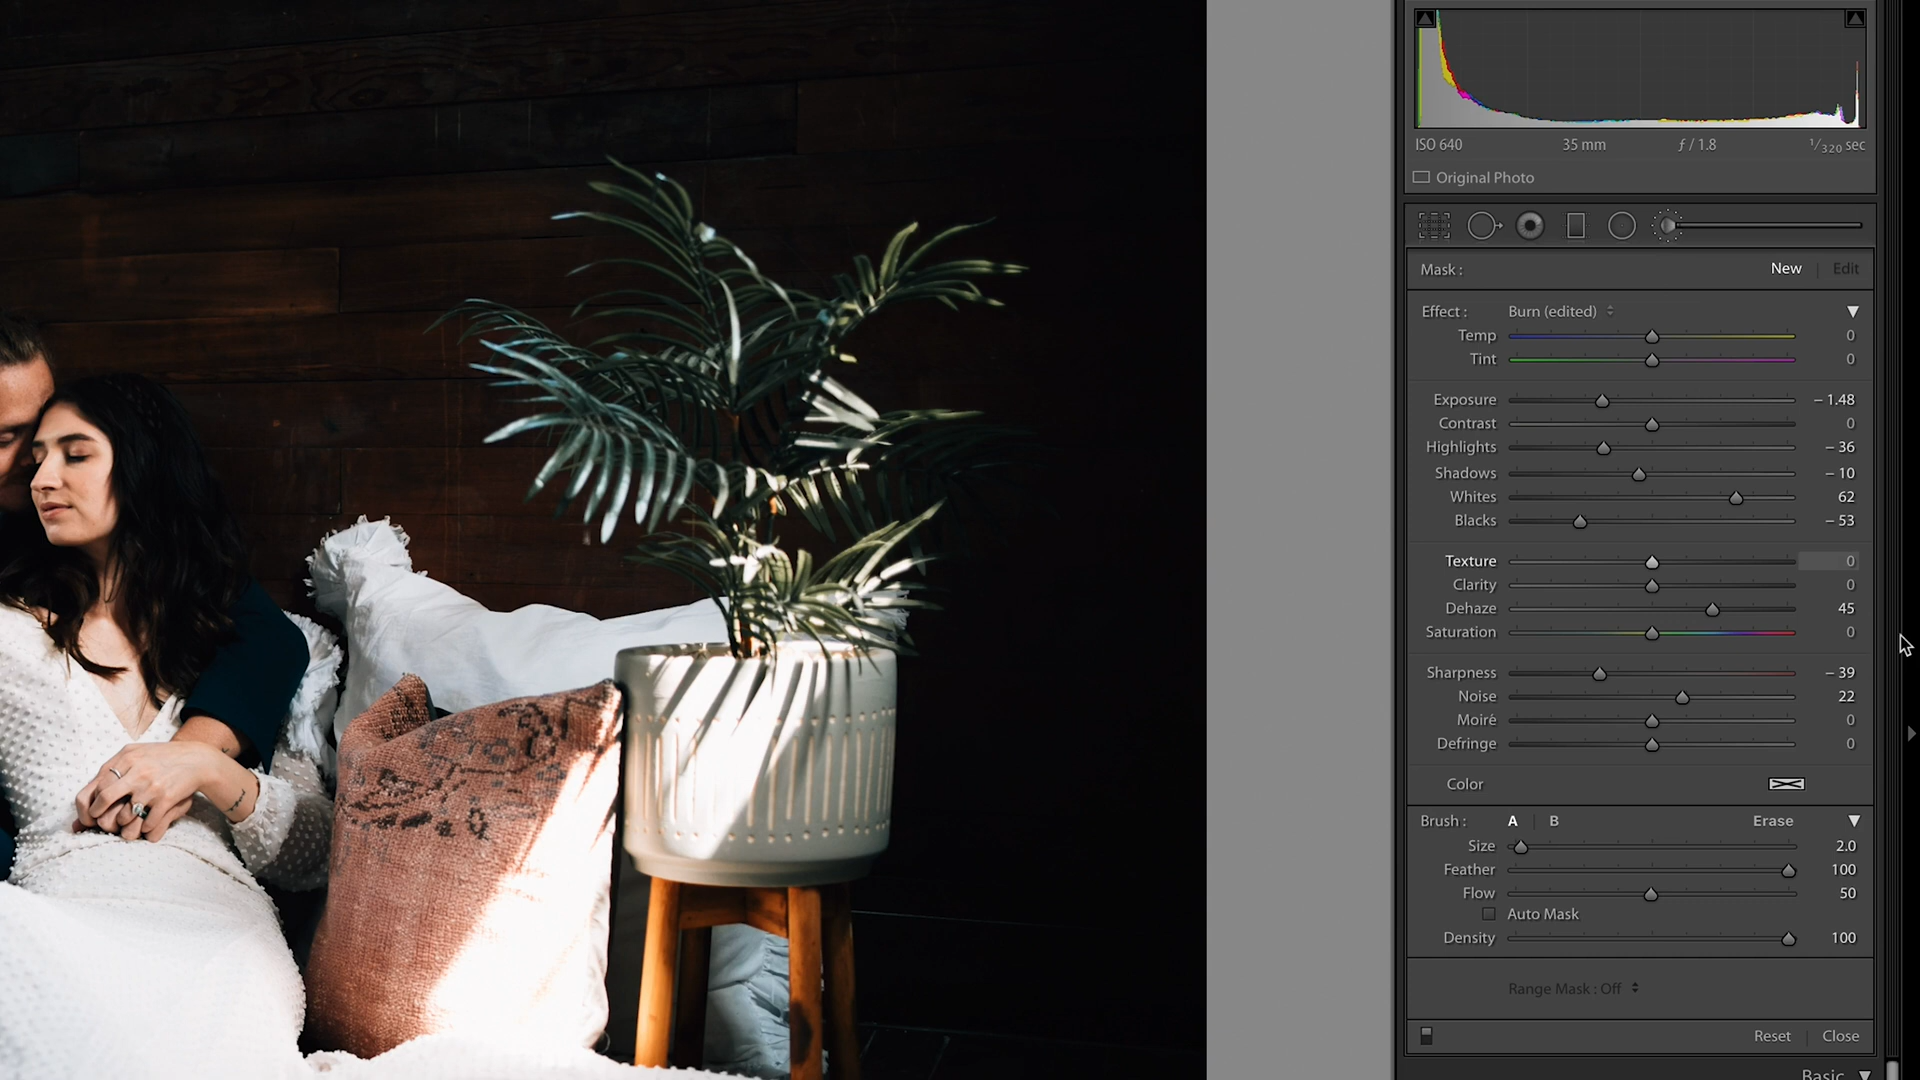 ISO 640 35 mm ƒ / 1.8 1/320 sec
Original Photo
Mask : New | Edit
Effect : Burn (edited)
Temp 0
Tint 0
Exposure – 1.48
Contrast 0
Highlights – 36
Shadows – 10
Whites 62
Blacks – 53
Texture 0
Clarity 0
Dehaze 45
Saturation 0
Sharpness – 39
Noise 22
Moiré 0
Defringe 0
Color
Brush : A | B Erase
Size 2.0
Feather 100
Flow 50
Auto Mask
Density 100
Range Mask : Off
Reset | Close
Basic